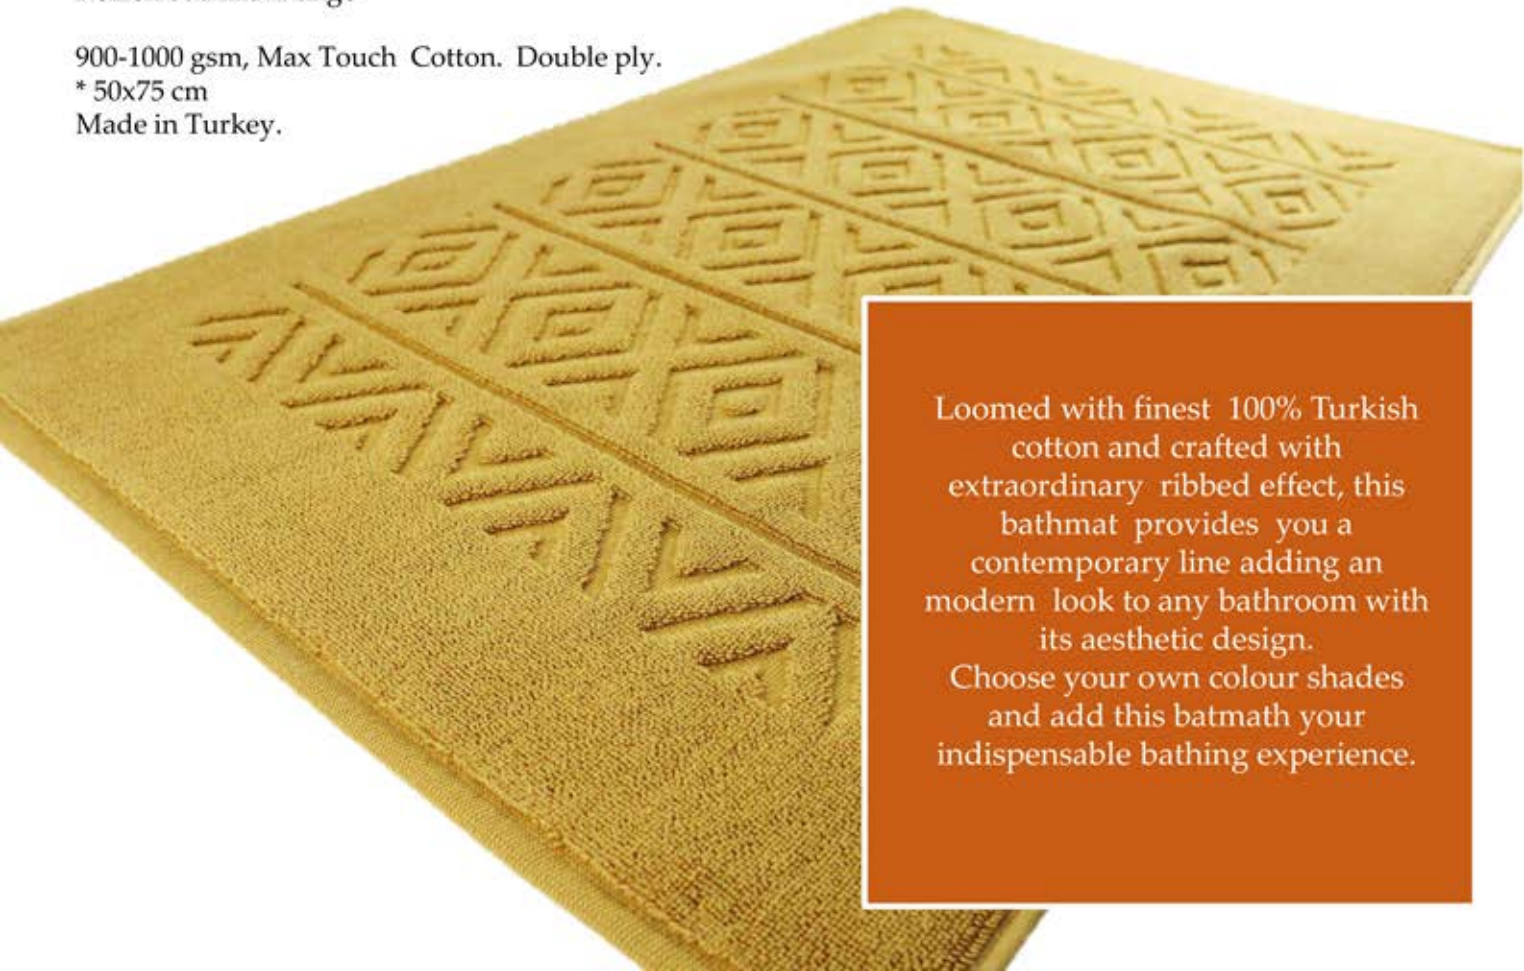 900-1000 gsm, Max Touch Cotton. Double ply.
* 50x75 cm
Made in Turkey.
Loomed with finest 100% Turkish
cotton and crafted with
extraordinary ribbed effect, this
bathmat provides you a
contemporary line adding an
modern look to any bathroom with
its aesthetic design.
Choose your own colour shades
and add this batmath your
indispensable bathing experience.